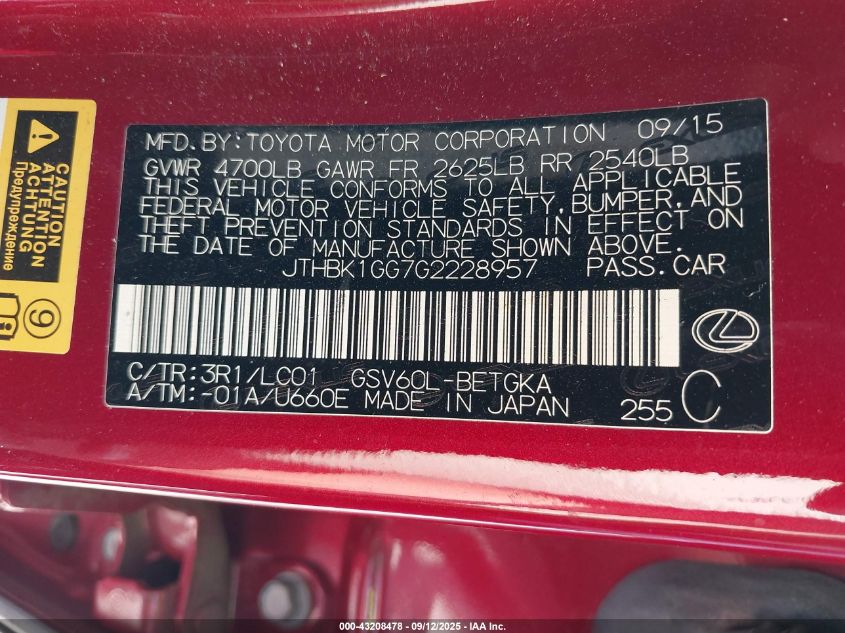 CAUTION
ATTENTION
ACHTUNG
Предупреждение
9
MFD.BY:TOYOTA MOTOR CORPORATION 09/15
GVWR 4700LB GAWR FR 2625LB RR 2540LB
THIS VEHICLE CONFORMS TO ALL APPLICABLE
FEDERAL MOTOR VEHICLE SAFETY,BUMPER,AND
THEFT PREVENTION STANDARDS IN EFFECT ON
THE DATE OF MANUFACTURE SHOWN ABOVE.
JTHBK1GG7G2228957 PASS.CAR
C/TR:3R1/LC01 GSV60L-BETGKA
A/TM:-01A/U660E MADE IN JAPAN 255 C
000-43208478 - 09/12/2025 - IAA Inc.